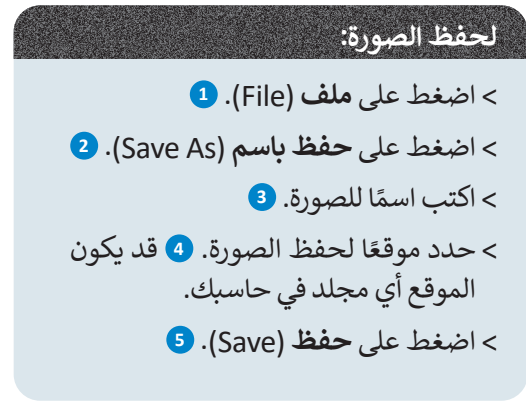 لحفظ الصورة:
> اضغط على ملف (File). 1
> اضغط على حفظ باسم (Save As). 2
> اكتب اسمًا للصورة. 3
> حدد موقعًا لحفظ الصورة. 4 قد يكون
الموقع أي مجلد في حاسبك.
> اضغط على حفظ (Save). 5